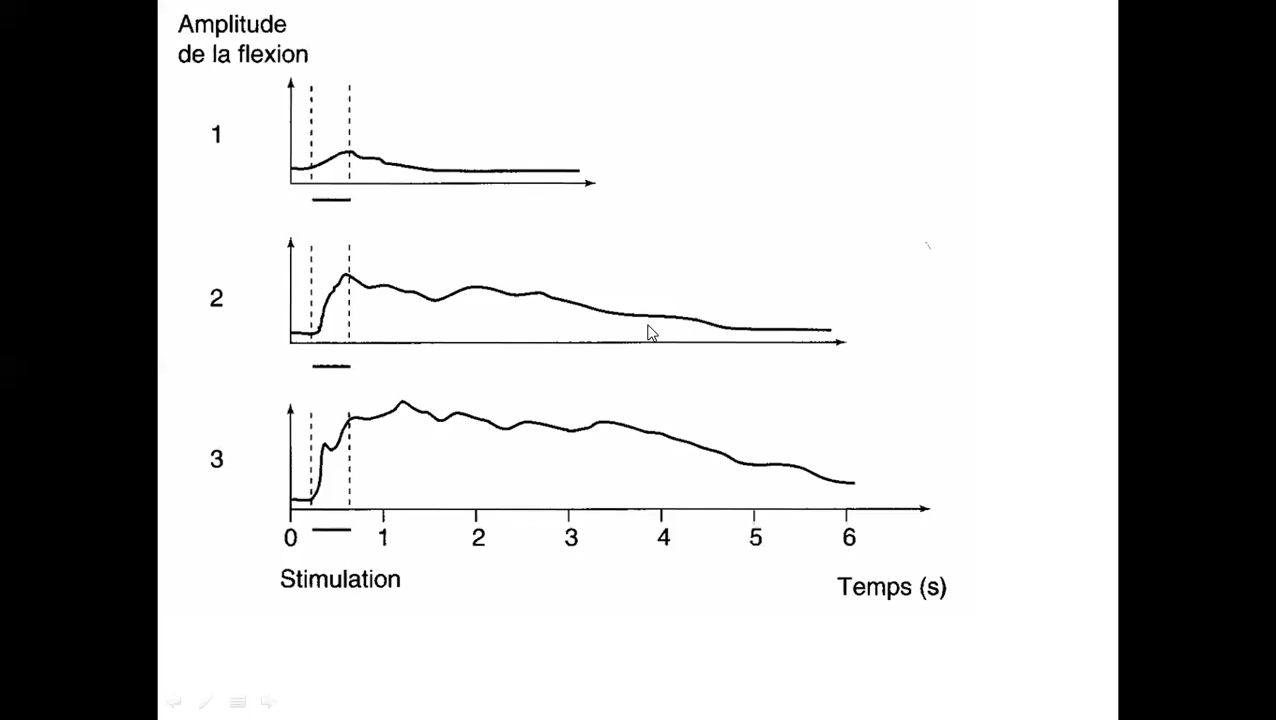 Amplitude
de la flexion
1
2
3
0 1 2 3 4 5 6
Stimulation
Temps (s)